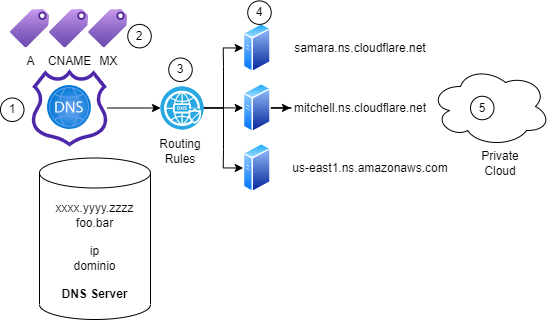 2
A CNAME MX
1
DNS
3
DNS
Routing
Rules
4
samara.ns.cloudflare.net
mitchell.ns.cloudflare.net
us-east1.ns.amazonaws.com
5
Private
Cloud
xxxx.yyyy.zzzz
foo.bar
ip
dominio
DNS Server